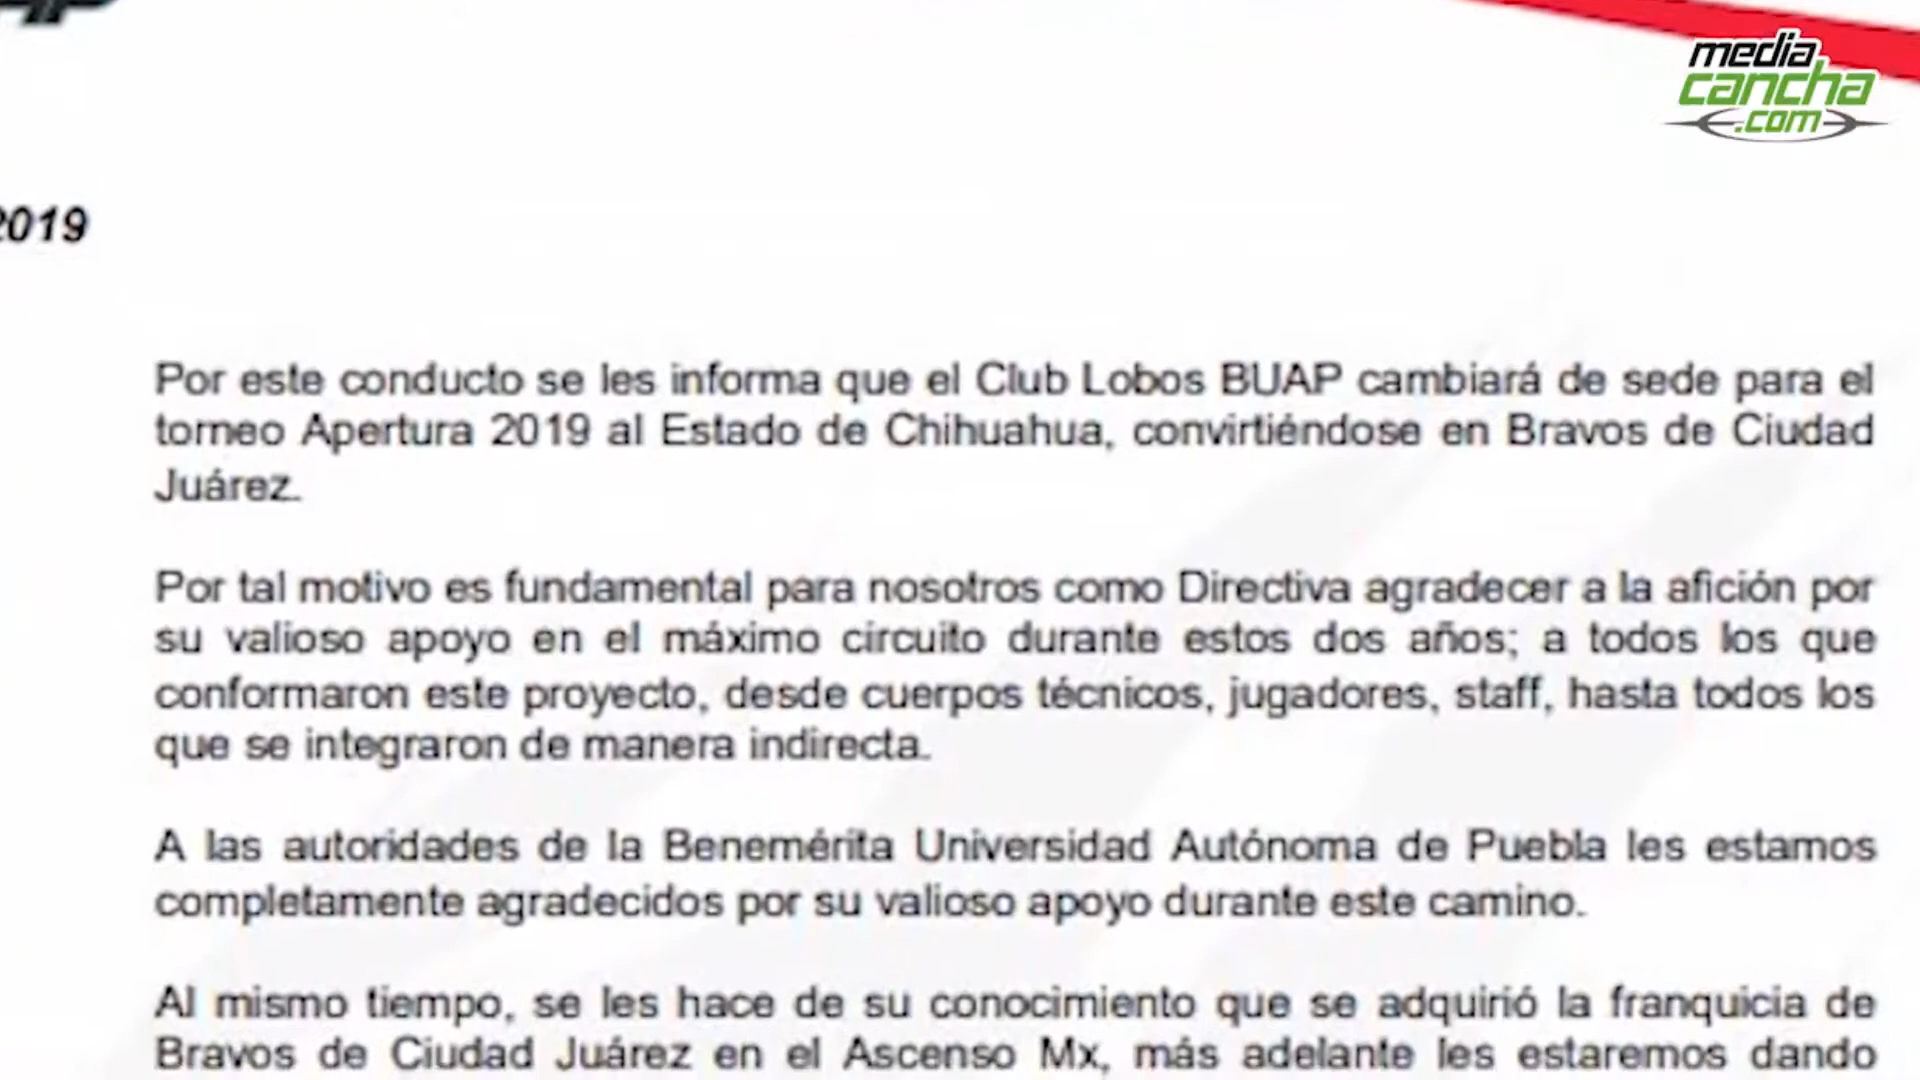 media
cancha
.com
2019
Por este conducto se les informa que el Club Lobos BUAP cambiará de sede para el
torneo Apertura 2019 al Estado de Chihuahua, convirtiéndose en Bravos de Ciudad
Juárez.
Por tal motivo es fundamental para nosotros como Directiva agradecer a la afición por
su valioso apoyo en el máximo circuito durante estos dos años; a todos los que
conformaron este proyecto, desde cuerpos técnicos, jugadores, staff, hasta todos los
que se integraron de manera indirecta.
A las autoridades de la Benemérita Universidad Autónoma de Puebla les estamos
completamente agradecidos por su valioso apoyo durante este camino.
Al mismo tiempo, se les hace de su conocimiento que se adquirió la franquicia de
Bravos de Ciudad Juárez en el Ascenso Mx, más adelante les estaremos dando